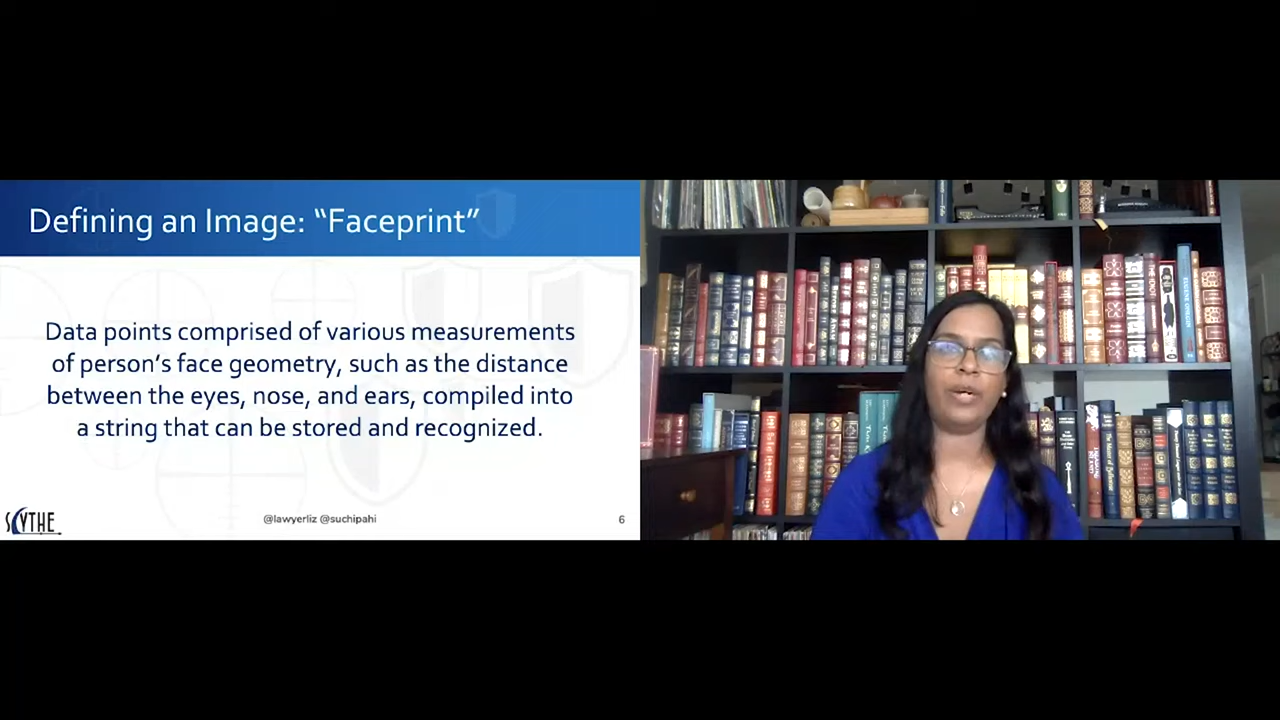 Defining an Image: “Faceprint”
Data points comprised of various measurements
of person’s face geometry, such as the distance
between the eyes, nose, and ears, compiled into
a string that can be stored and recognized.
SCYTHE
@lawyerliz @suchipahi
6